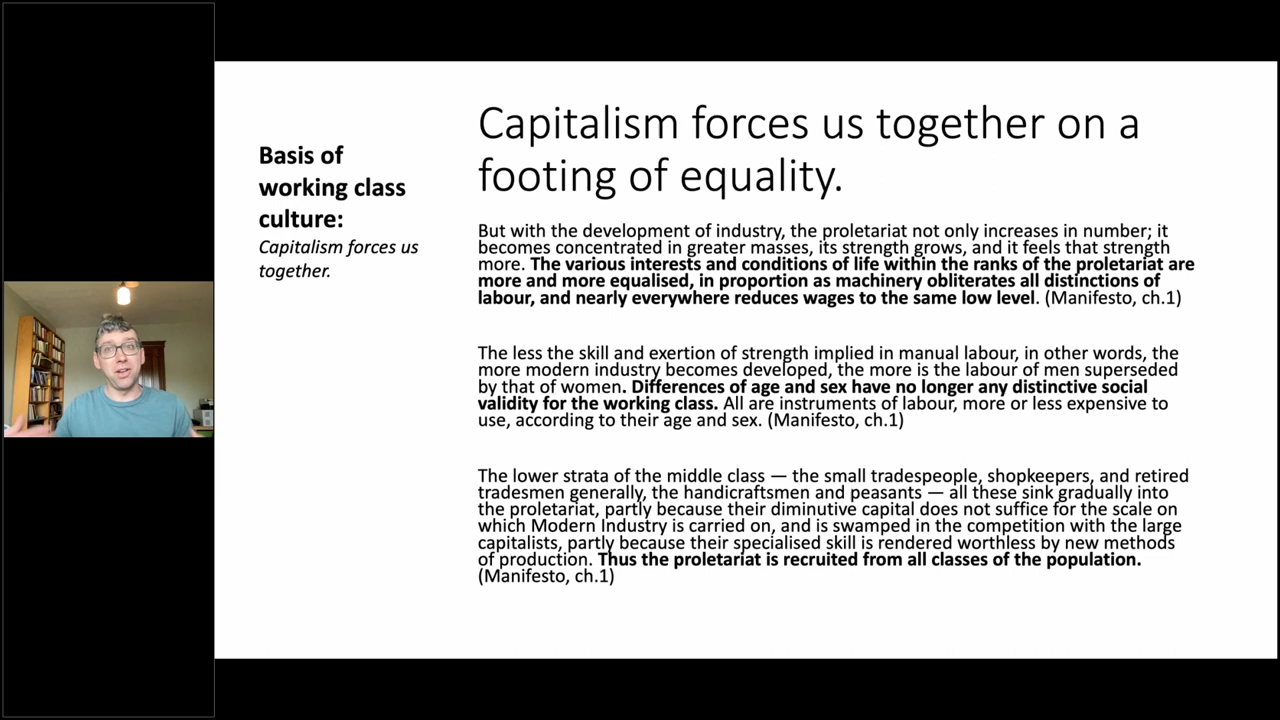 Basis of
working class
culture:
Capitalism forces us
together.
Capitalism forces us together on a
footing of equality.
But with the development of industry, the proletariat not only increases in number; it
becomes concentrated in greater masses, its strength grows, and it feels that strength
more. The various interests and conditions of life within the ranks of the proletariat are
more and more equalised, in proportion as machinery obliterates all distinctions of
labour, and nearly everywhere reduces wages to the same low level. (Manifesto, ch.1)
The less the skill and exertion of strength implied in manual labour, in other words, the
more modern industry becomes developed, the more is the labour of men superseded
by that of women. Differences of age and sex have no longer any distinctive social
validity for the working class. All are instruments of labour, more or less expensive to
use, according to their age and sex. (Manifesto, ch.1)
The lower strata of the middle class — the small tradespeople, shopkeepers, and retired
tradesmen generally, the handicraftsmen and peasants — all these sink gradually into
the proletariat, partly because their diminutive capital does not suffice for the scale on
which Modern Industry is carried on, and is swamped in the competition with the large
capitalists, partly because their specialised skill is rendered worthless by new methods
of production. Thus the proletariat is recruited from all classes of the population.
(Manifesto, ch.1)